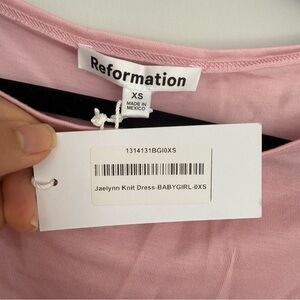 Reformation
XS
MADE IN
MEXICO
1314131BGI0XS
Jaelynn Knit Dress-BABYGIRL-0XS